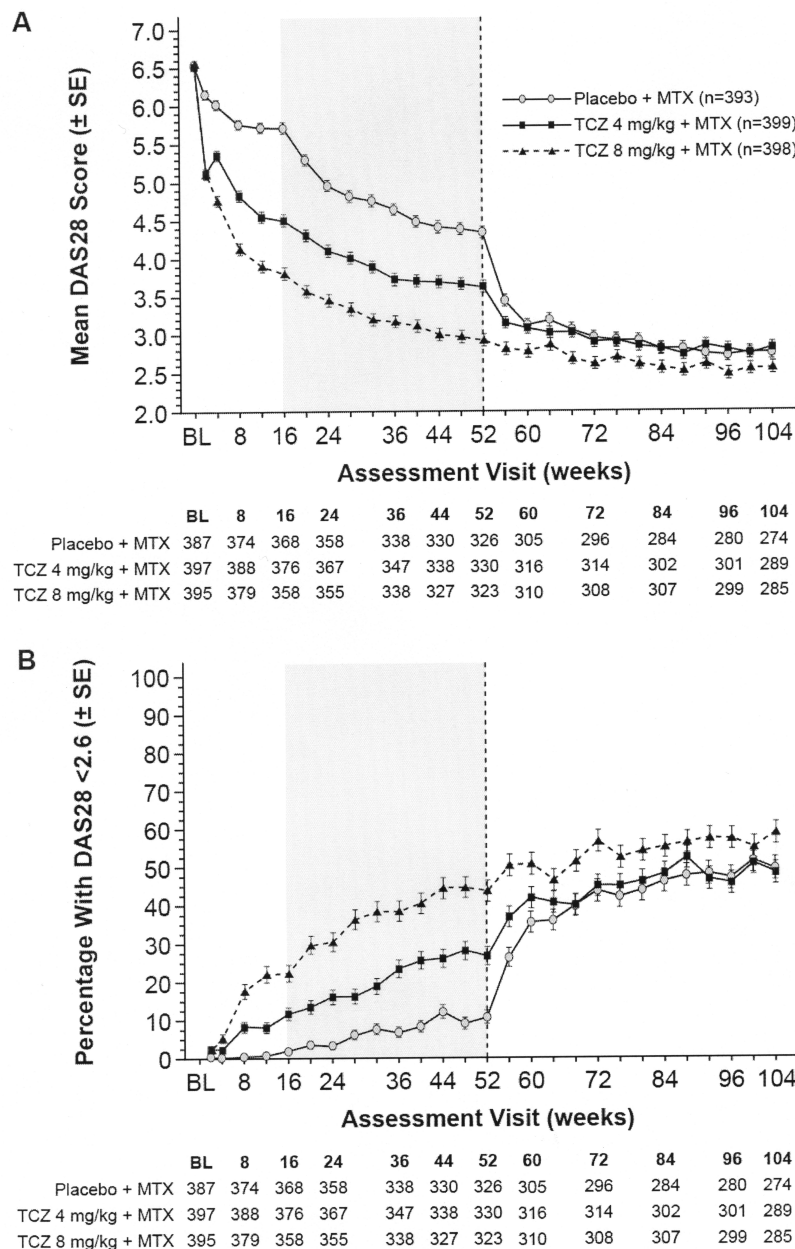 A
Mean DAS28 Score (± SE)
7.0
6.5
6.0
5.5
5.0
4.5
4.0
3.5
3.0
2.5
2.0
Placebo + MTX (n=393)
TCZ 4 mg/kg + MTX (n=399)
TCZ 8 mg/kg + MTX (n=398)
BL 8 16 24 36 44 52 60 72 84 96 104
Assessment Visit (weeks)
BL 8 16 24 36 44 52 60 72 84 96 104
Placebo + MTX 387 374 368 358 338 330 326 305 296 284 280 274
TCZ 4 mg/kg + MTX 397 388 376 367 347 338 330 316 314 302 301 289
TCZ 8 mg/kg + MTX 395 379 358 355 338 327 323 310 308 307 299 285
B
Percentage With DAS28 <2.6 (± SE)
100
90
80
70
60
50
40
30
20
10
0
BL 8 16 24 36 44 52 60 72 84 96 104
Assessment Visit (weeks)
BL 8 16 24 36 44 52 60 72 84 96 104
Placebo + MTX 387 374 368 358 338 330 326 305 296 284 280 274
TCZ 4 mg/kg + MTX 397 388 376 367 347 338 330 316 314 302 301 289
TCZ 8 mg/kg + MTX 395 379 358 355 338 327 323 310 308 307 299 285